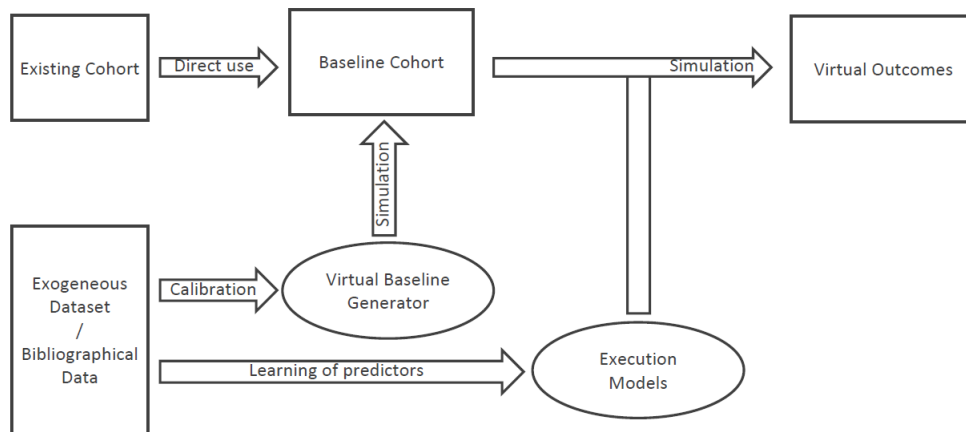 Existing Cohort
Direct use
Baseline Cohort
Simulation
Virtual Outcomes
Simulation
Exogeneous
Dataset
/
Bibliographical
Data
Calibration
Virtual Baseline
Generator
Learning of predictors
Execution
Models